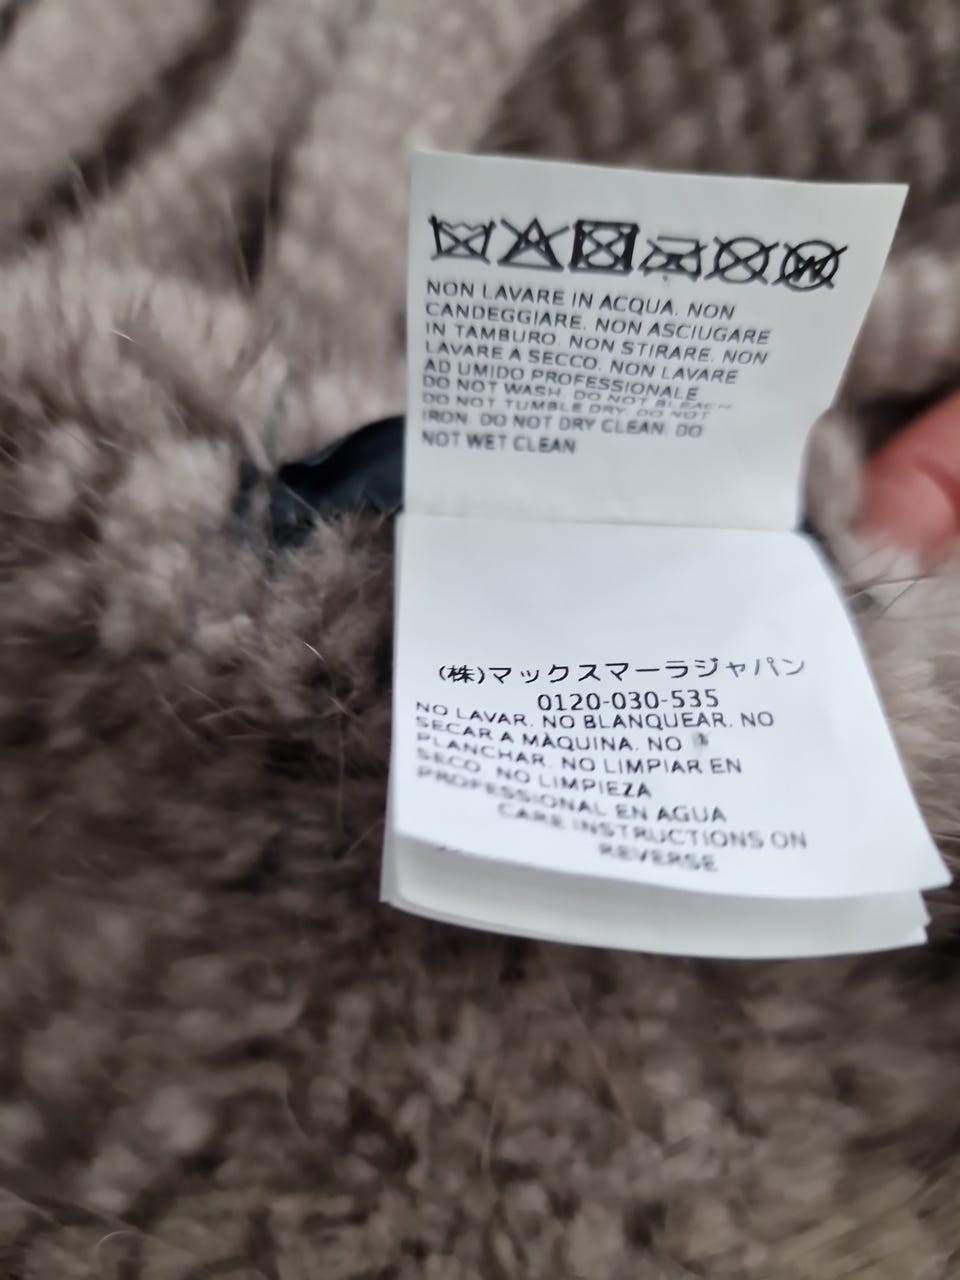 NON LAVARE IN ACQUA. NON
CANDEGGIARE. NON ASCIUGARE
IN TAMBURO. NON STIRARE. NON
LAVARE A SECCO. NON LAVARE
AD UMIDO PROFESSIONALE
DO NOT WASH. DO NOT BLEACH
DO NOT TUMBLE DRY. DO NOT
IRON. DO NOT DRY CLEAN. DO
NOT WET CLEAN
(株)マックスマーラジャパン
0120-030-535
NO LAVAR. NO BLANQUEAR. NO
SECAR A MÀQUINA. NO
PLANCHAR. NO LIMPIAR EN
SECO. NO LIMPIEZA
PROFESSIONAL EN AGUA
CARE INSTRUCTIONS ON
REVERSE